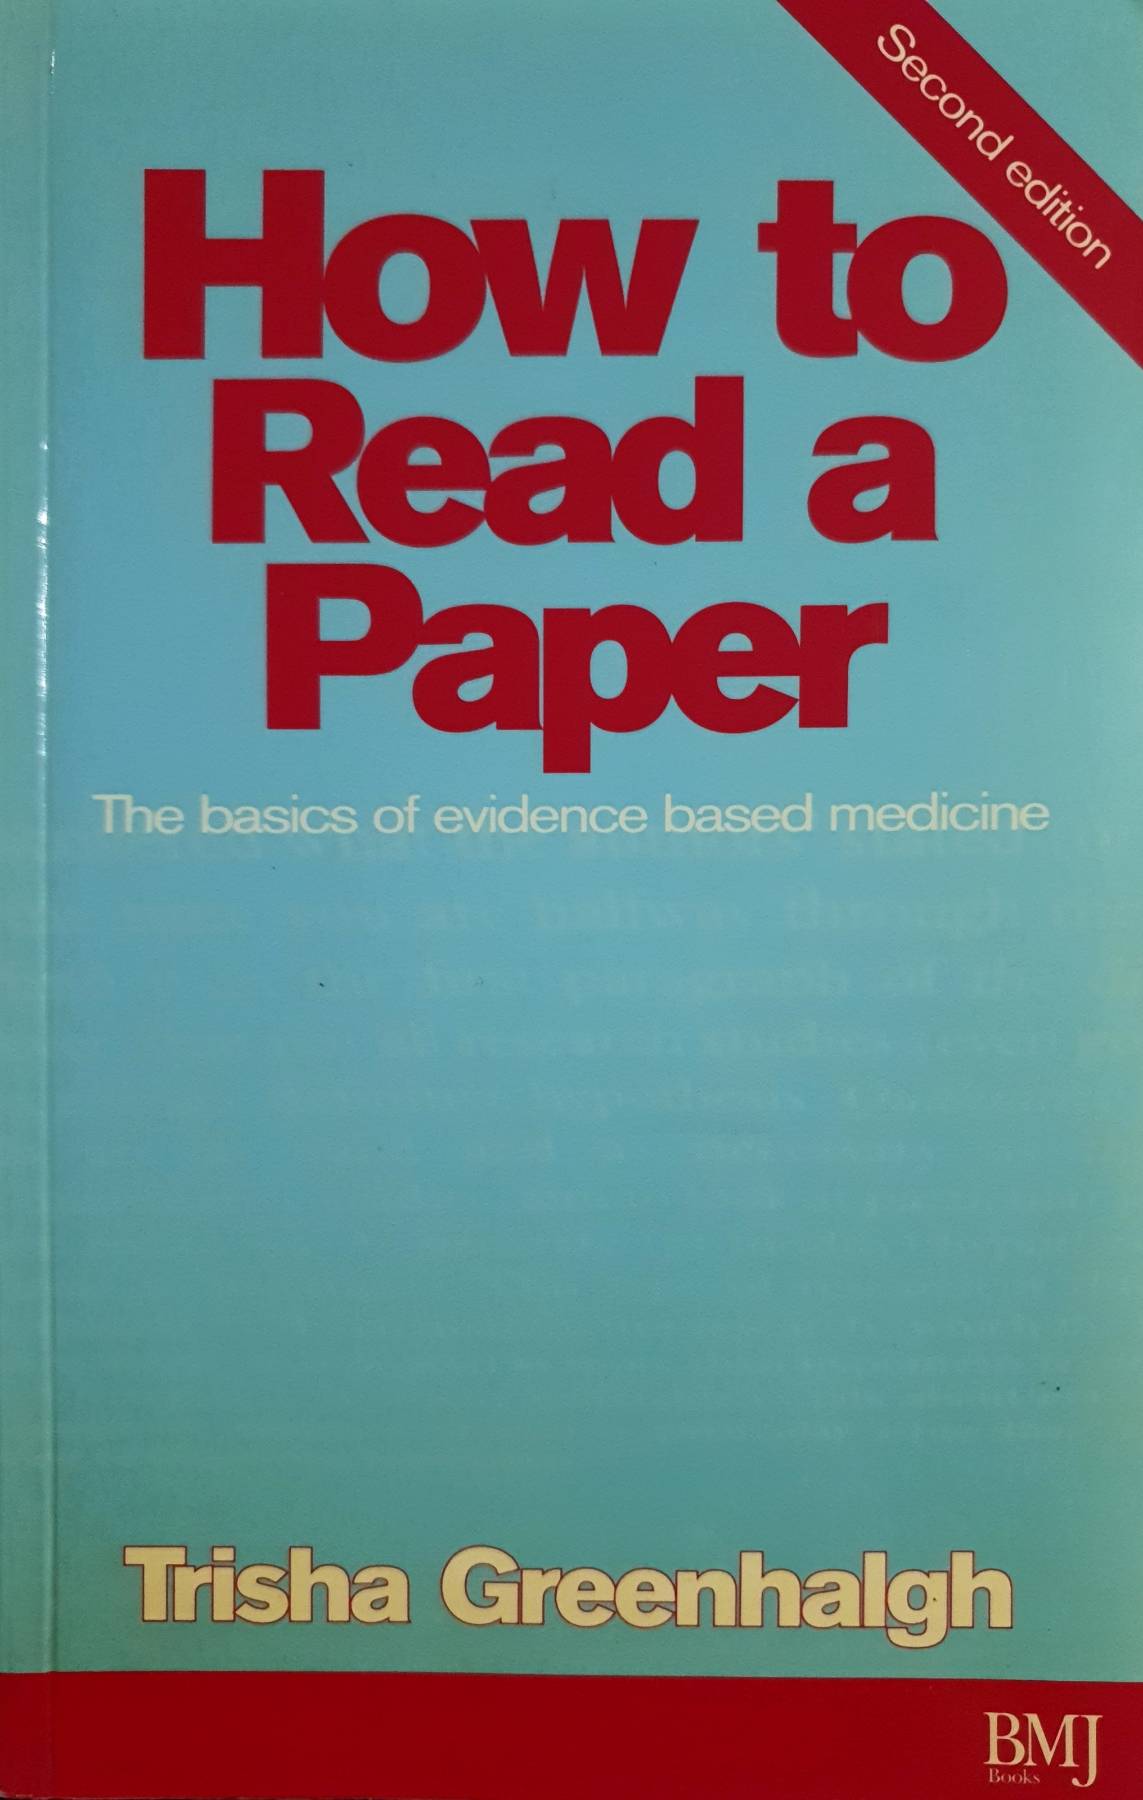 Second edition
How to
Read a
Paper
The basics of evidence based medicine
Trisha Greenhalgh
BMJ
Books